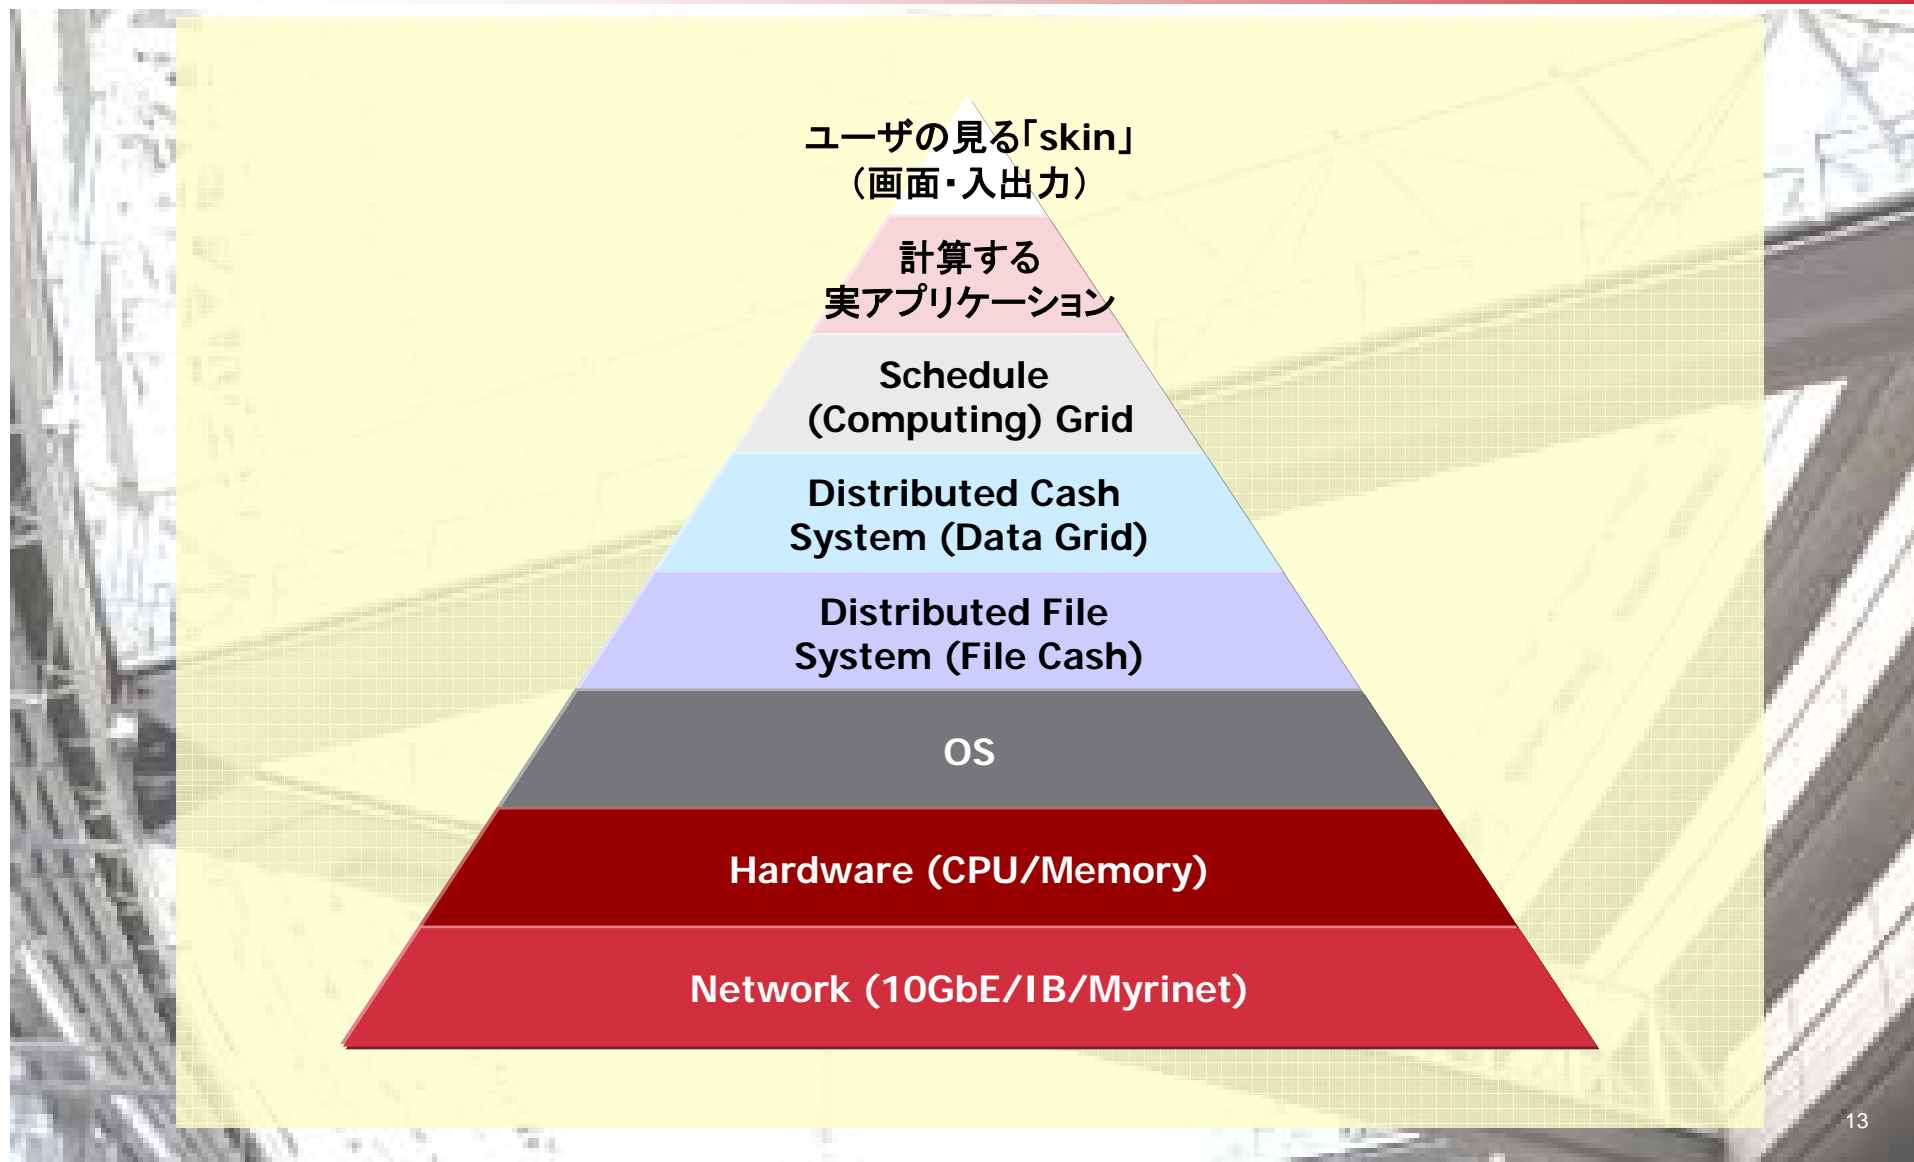 ユーザの見る「skin」
（画面・入出力）
計算する
実アプリケーション
Schedule
(Computing) Grid
Distributed Cash
System (Data Grid)
Distributed File
System (File Cash)
OS
Hardware (CPU/Memory)
Network (10GbE/IB/Myrinet)
13